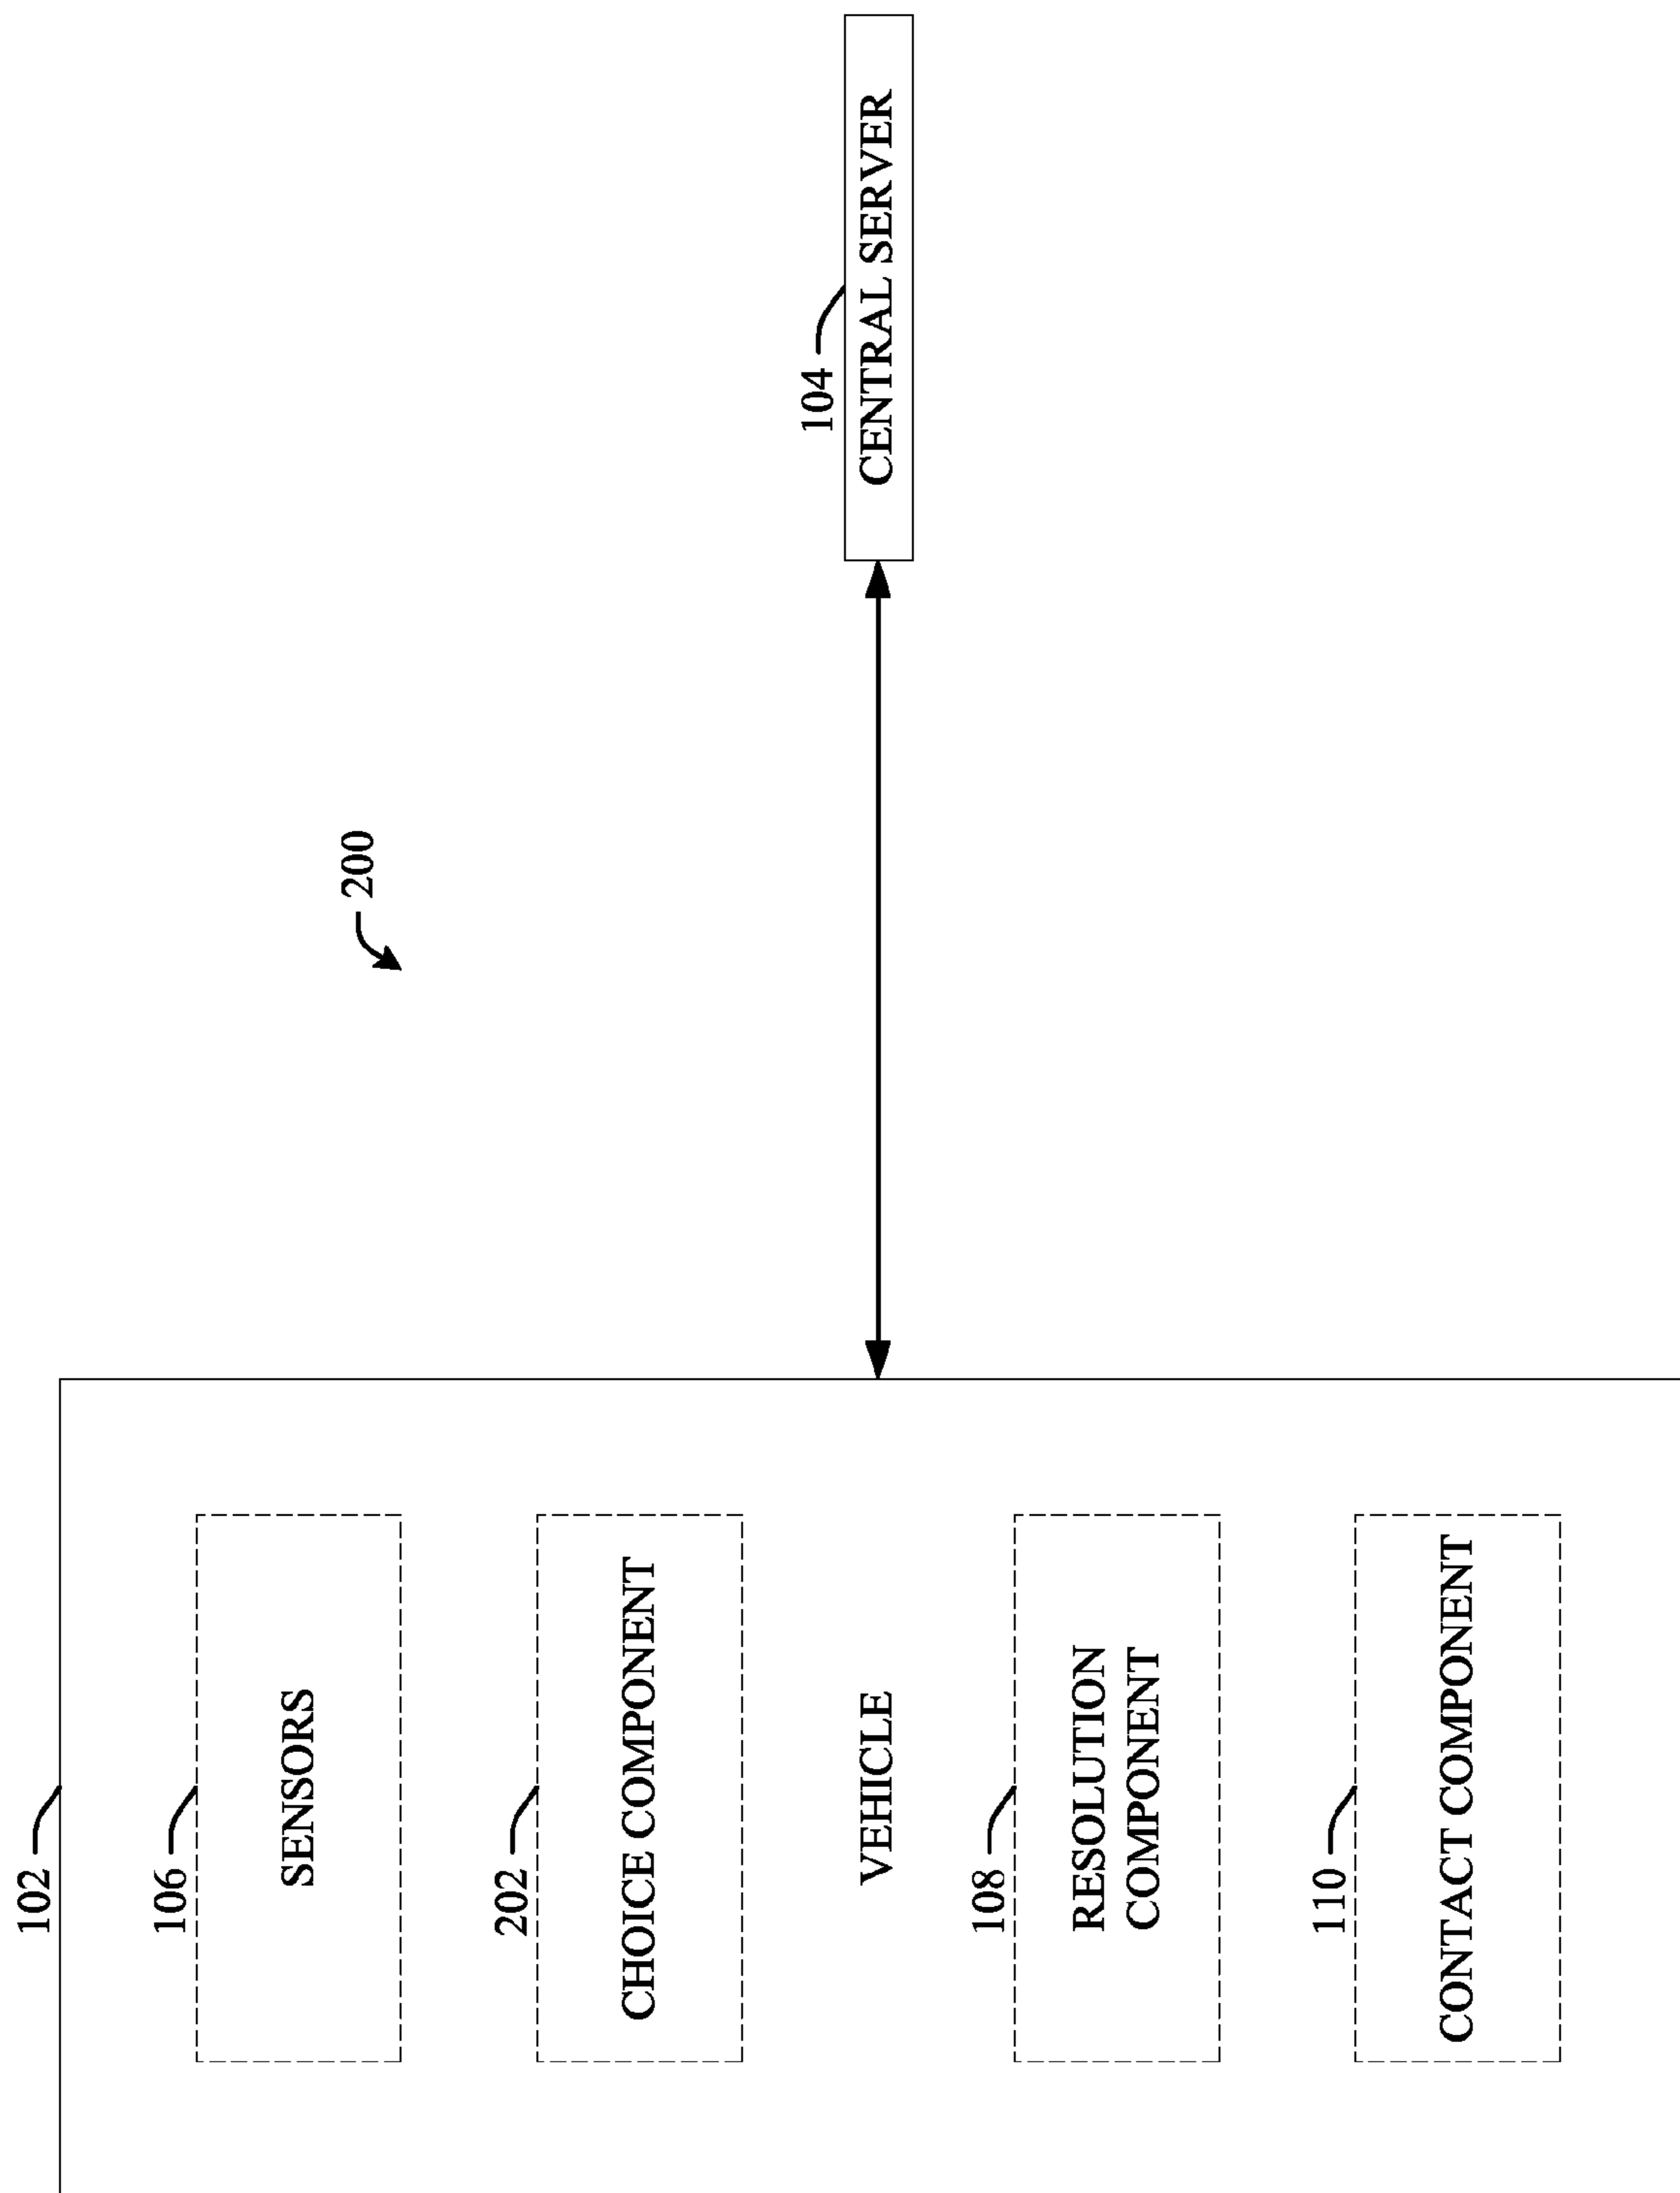 200
102
106
SENSORS
202
CHOICE COMPONENT
VEHICLE
108
RESOLUTION
COMPONENT
110
CONTACT COMPONENT
104
CENTRAL SERVER